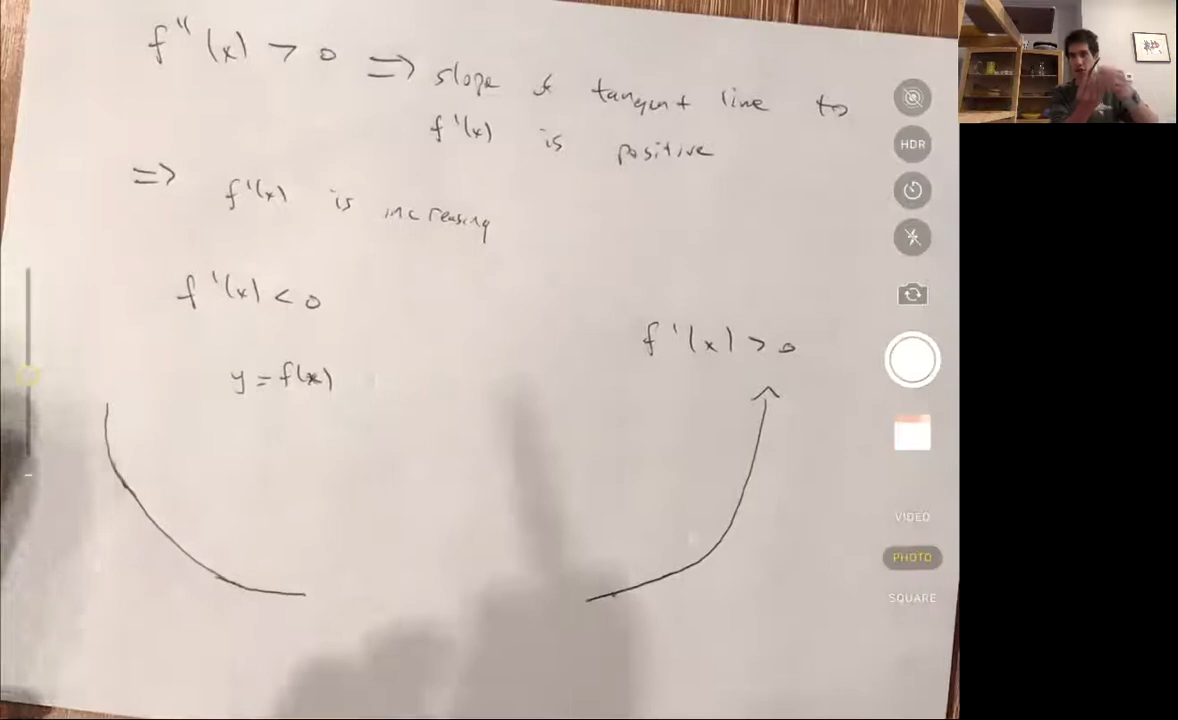 f"(x) > 0 => slope of tangent line to
f'(x) is positive
=> f'(x) is increasing
f'(x) < 0
f'(x) > 0
y = f(x)
HDR
VIDEO
PHOTO
SQUARE